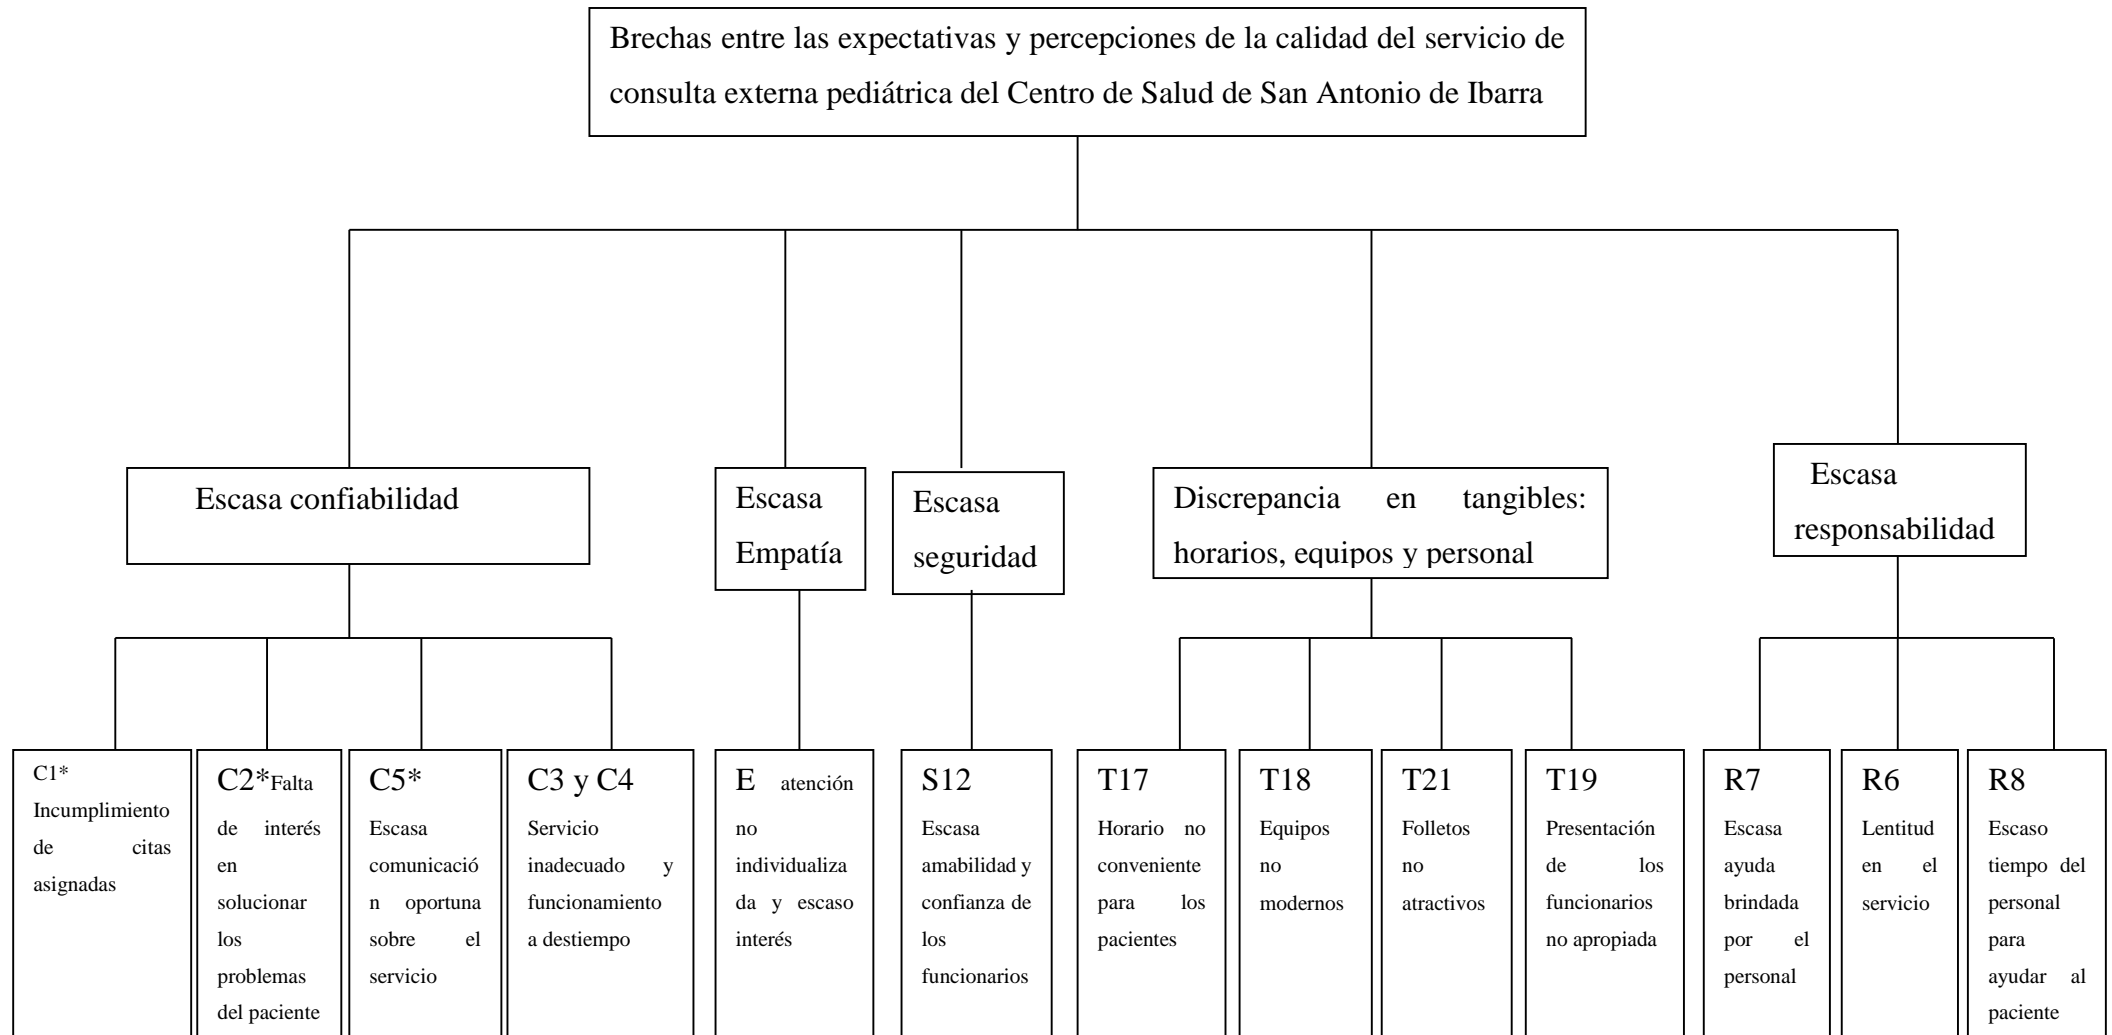 Brechas entre las expectativas y percepciones de la calidad del servicio de
consulta externa pediátrica del Centro de Salud de San Antonio de Ibarra
Escasa confiabilidad
Escasa
Empatía
Escasa
seguridad
Discrepancia en tangibles:
horarios, equipos y personal
Escasa
responsabilidad
C1*
Incumplimiento
de citas
asignadas
C2*Falta
de interés
en
solucionar
los
problemas
del paciente
C5*
Escasa
comunicació
n oportuna
sobre el
servicio
C3 y C4
Servicio
inadecuado y
funcionamiento
a destiempo
E atención
no
individualiza
da y escaso
interés
S12
Escasa
amabilidad y
confianza de
los
funcionarios
T17
Horario no
conveniente
para los
pacientes
T18
Equipos
no
modernos
T21
Folletos
no
atractivos
T19
Presentación
de los
funcionarios
no apropiada
R7
Escasa
ayuda
brindada
por el
personal
R6
Lentitud
en el
servicio
R8
Escaso
tiempo del
personal
para
ayudar al
paciente